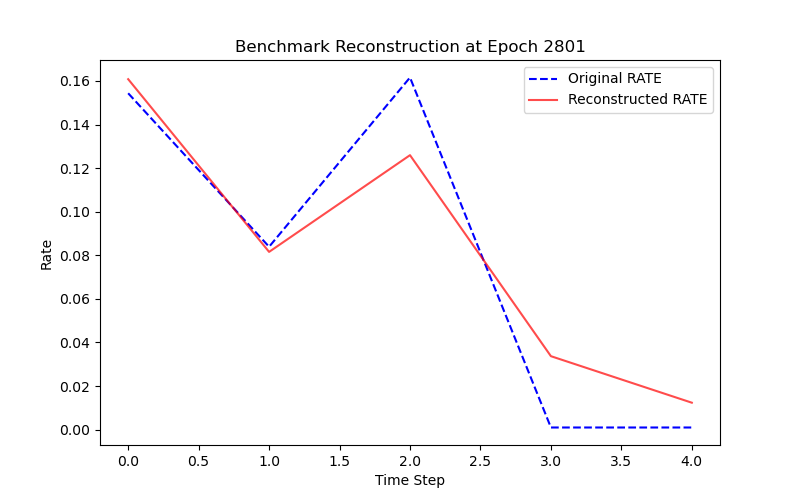 Benchmark Reconstruction at Epoch 2801
Original RATE
Reconstructed RATE
0.16
0.14
0.12
0.10
0.08
0.06
0.04
0.02
0.00
Rate
0.0 0.5 1.0 1.5 2.0 2.5 3.0 3.5 4.0
Time Step